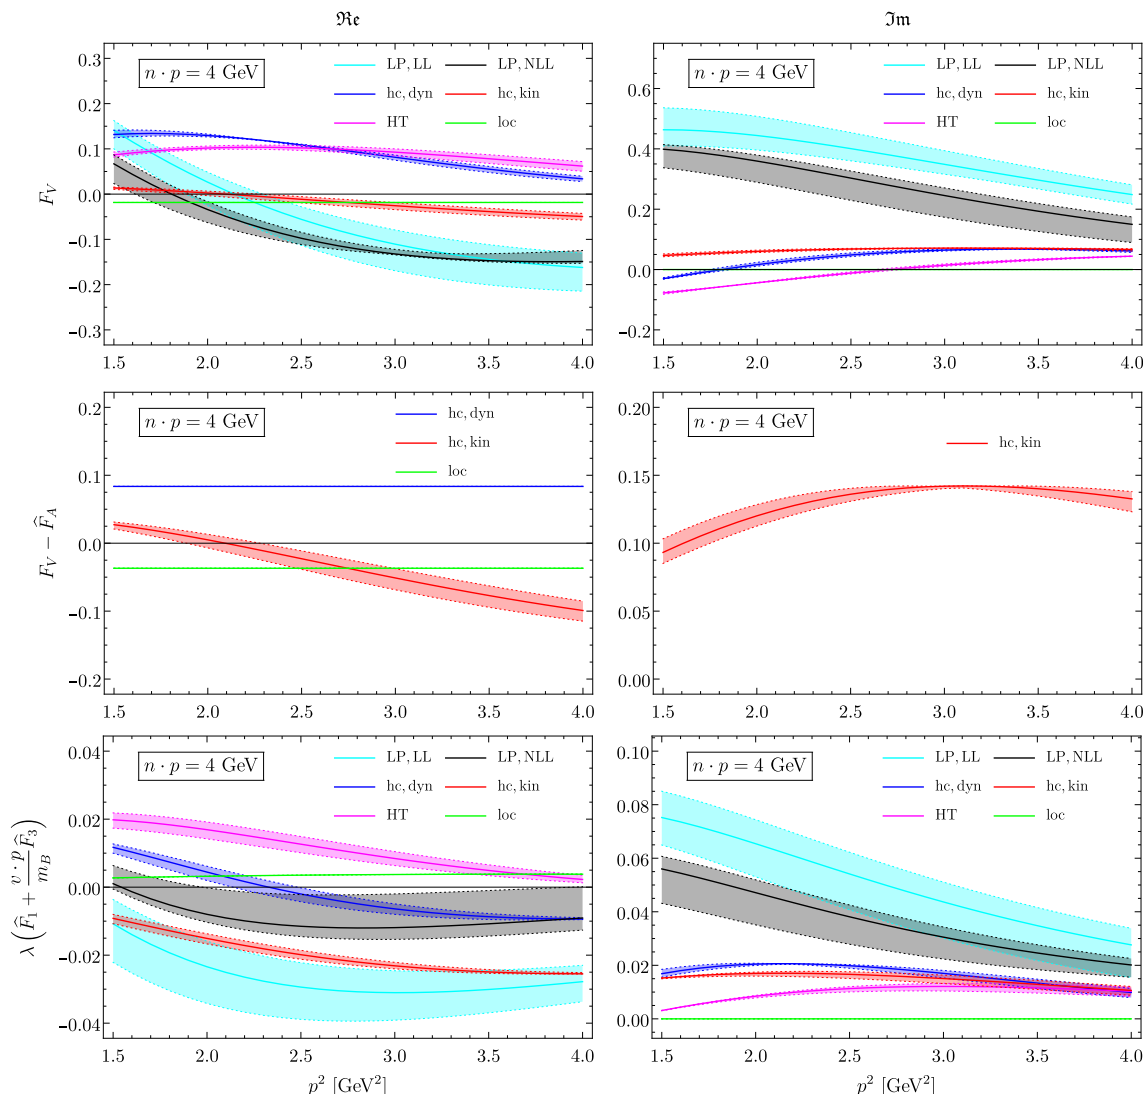 ℜe
ℑm
n · p = 4 GeV
LP, LL
LP, NLL
hc, dyn
hc, kin
HT
loc
0.3
0.2
0.1
0.0
−0.1
−0.2
−0.3
F_V
1.5 2.0 2.5 3.0 3.5 4.0
n · p = 4 GeV
LP, LL
LP, NLL
hc, dyn
hc, kin
HT
loc
0.6
0.4
0.2
0.0
−0.2
1.5 2.0 2.5 3.0 3.5 4.0
n · p = 4 GeV
hc, dyn
hc, kin
loc
0.2
0.1
0.0
−0.1
−0.2
F_V − F̂_A
1.5 2.0 2.5 3.0 3.5 4.0
n · p = 4 GeV
hc, kin
0.20
0.15
0.10
0.05
0.00
1.5 2.0 2.5 3.0 3.5 4.0
n · p = 4 GeV
LP, LL
LP, NLL
hc, dyn
hc, kin
HT
loc
0.04
0.02
0.00
−0.02
−0.04
λ (F̂_1 + v · p / m_B F̂_3)
1.5 2.0 2.5 3.0 3.5 4.0
p² [GeV²]
n · p = 4 GeV
LP, LL
LP, NLL
hc, dyn
hc, kin
HT
loc
0.10
0.08
0.06
0.04
0.02
0.00
1.5 2.0 2.5 3.0 3.5 4.0
p² [GeV²]